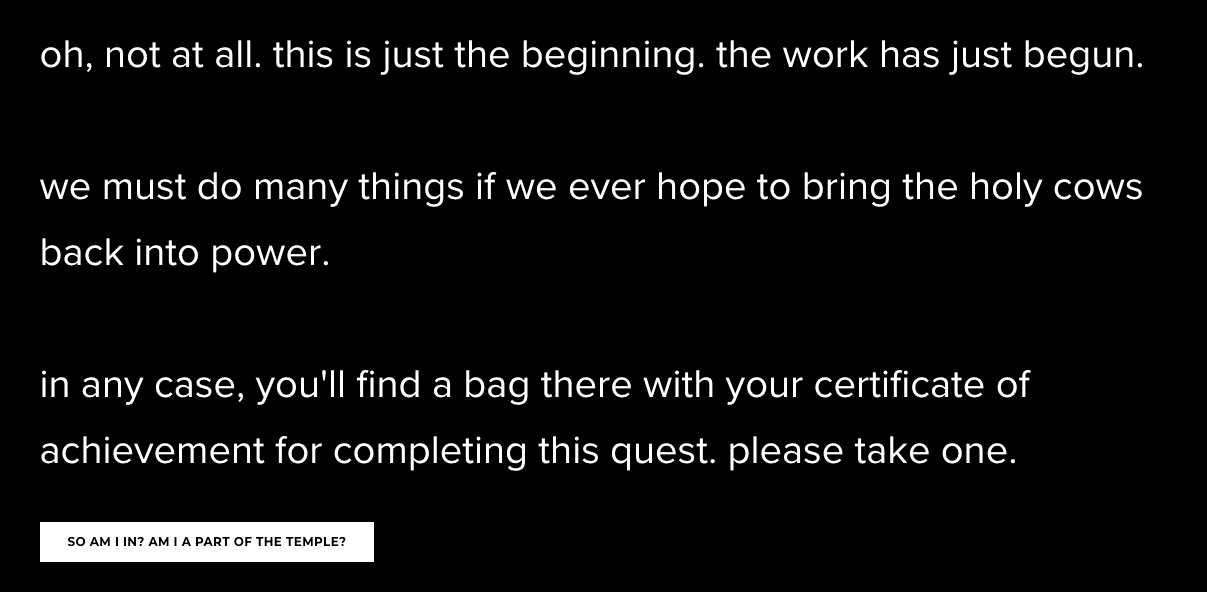 oh, not at all. this is just the beginning. the work has just begun.
we must do many things if we ever hope to bring the holy cows
back into power.
in any case, you'll find a bag there with your certificate of
achievement for completing this quest. please take one.
SO AM I IN? AM I A PART OF THE TEMPLE?